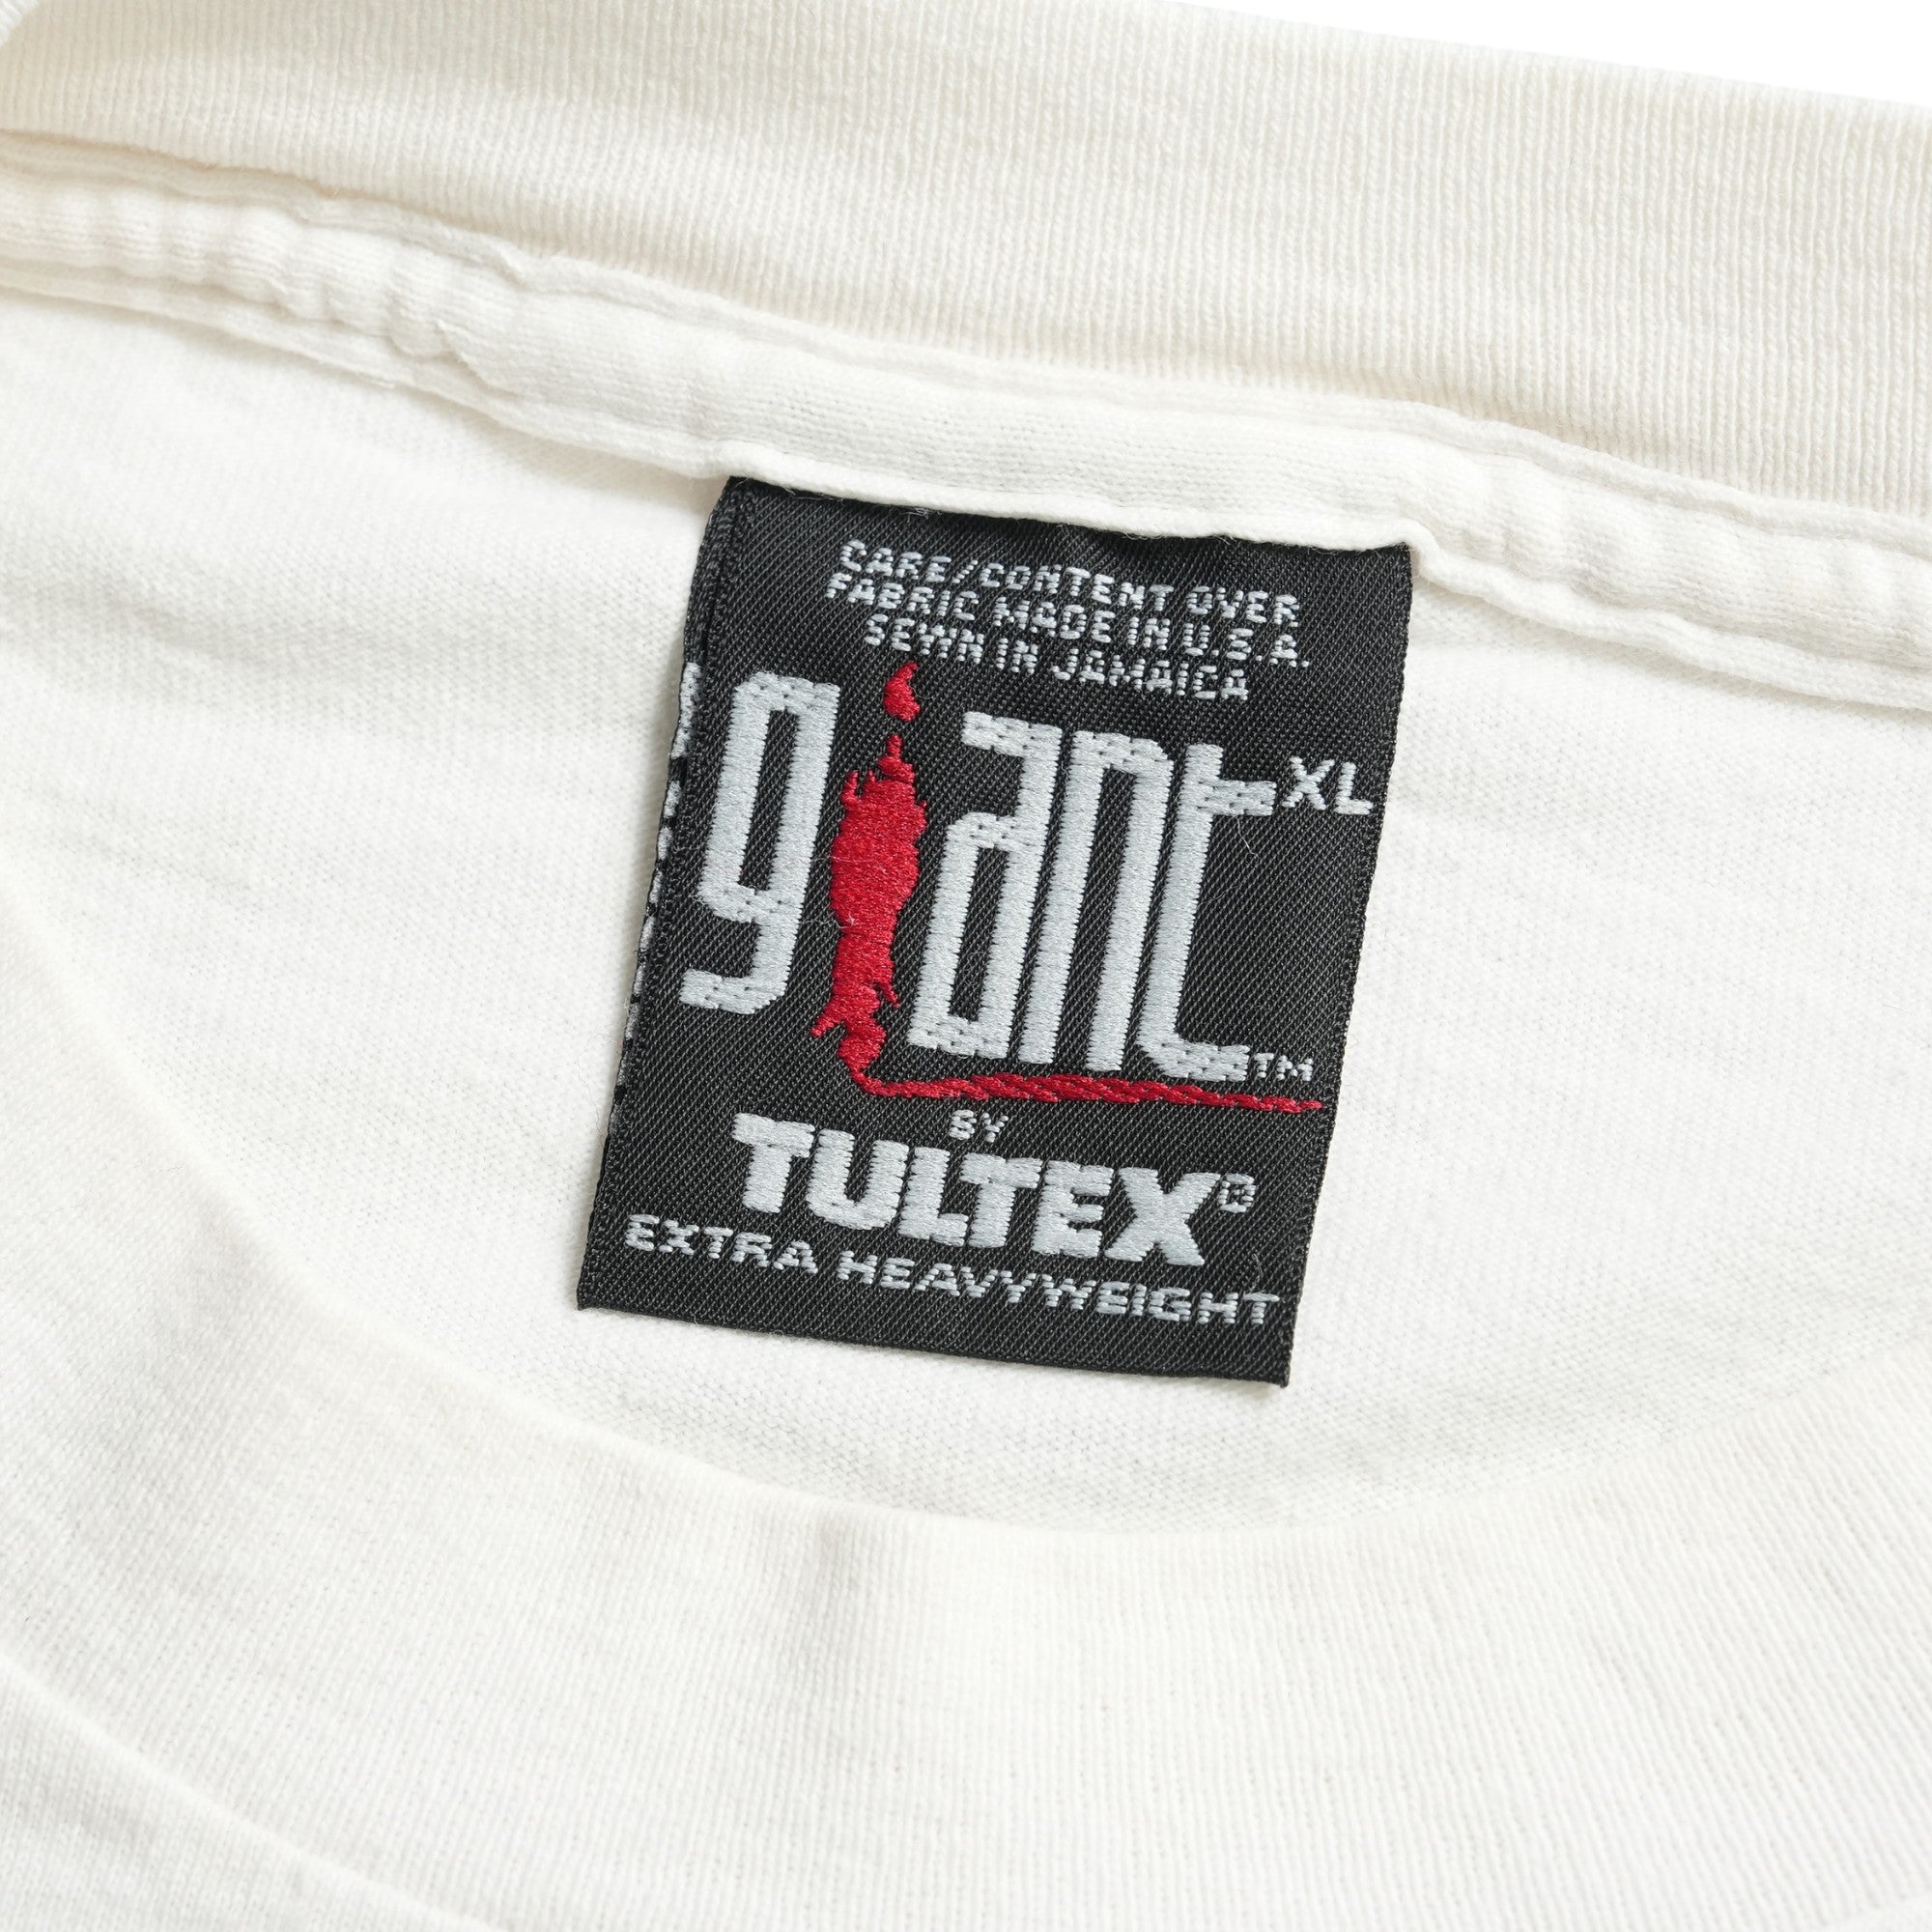 CARE/CONTENT OVER
FABRIC MADE IN U.S.A.
SEWN IN JAMAICA
giant XL
TM
BY
TULTEX®
EXTRA HEAVYWEIGHT